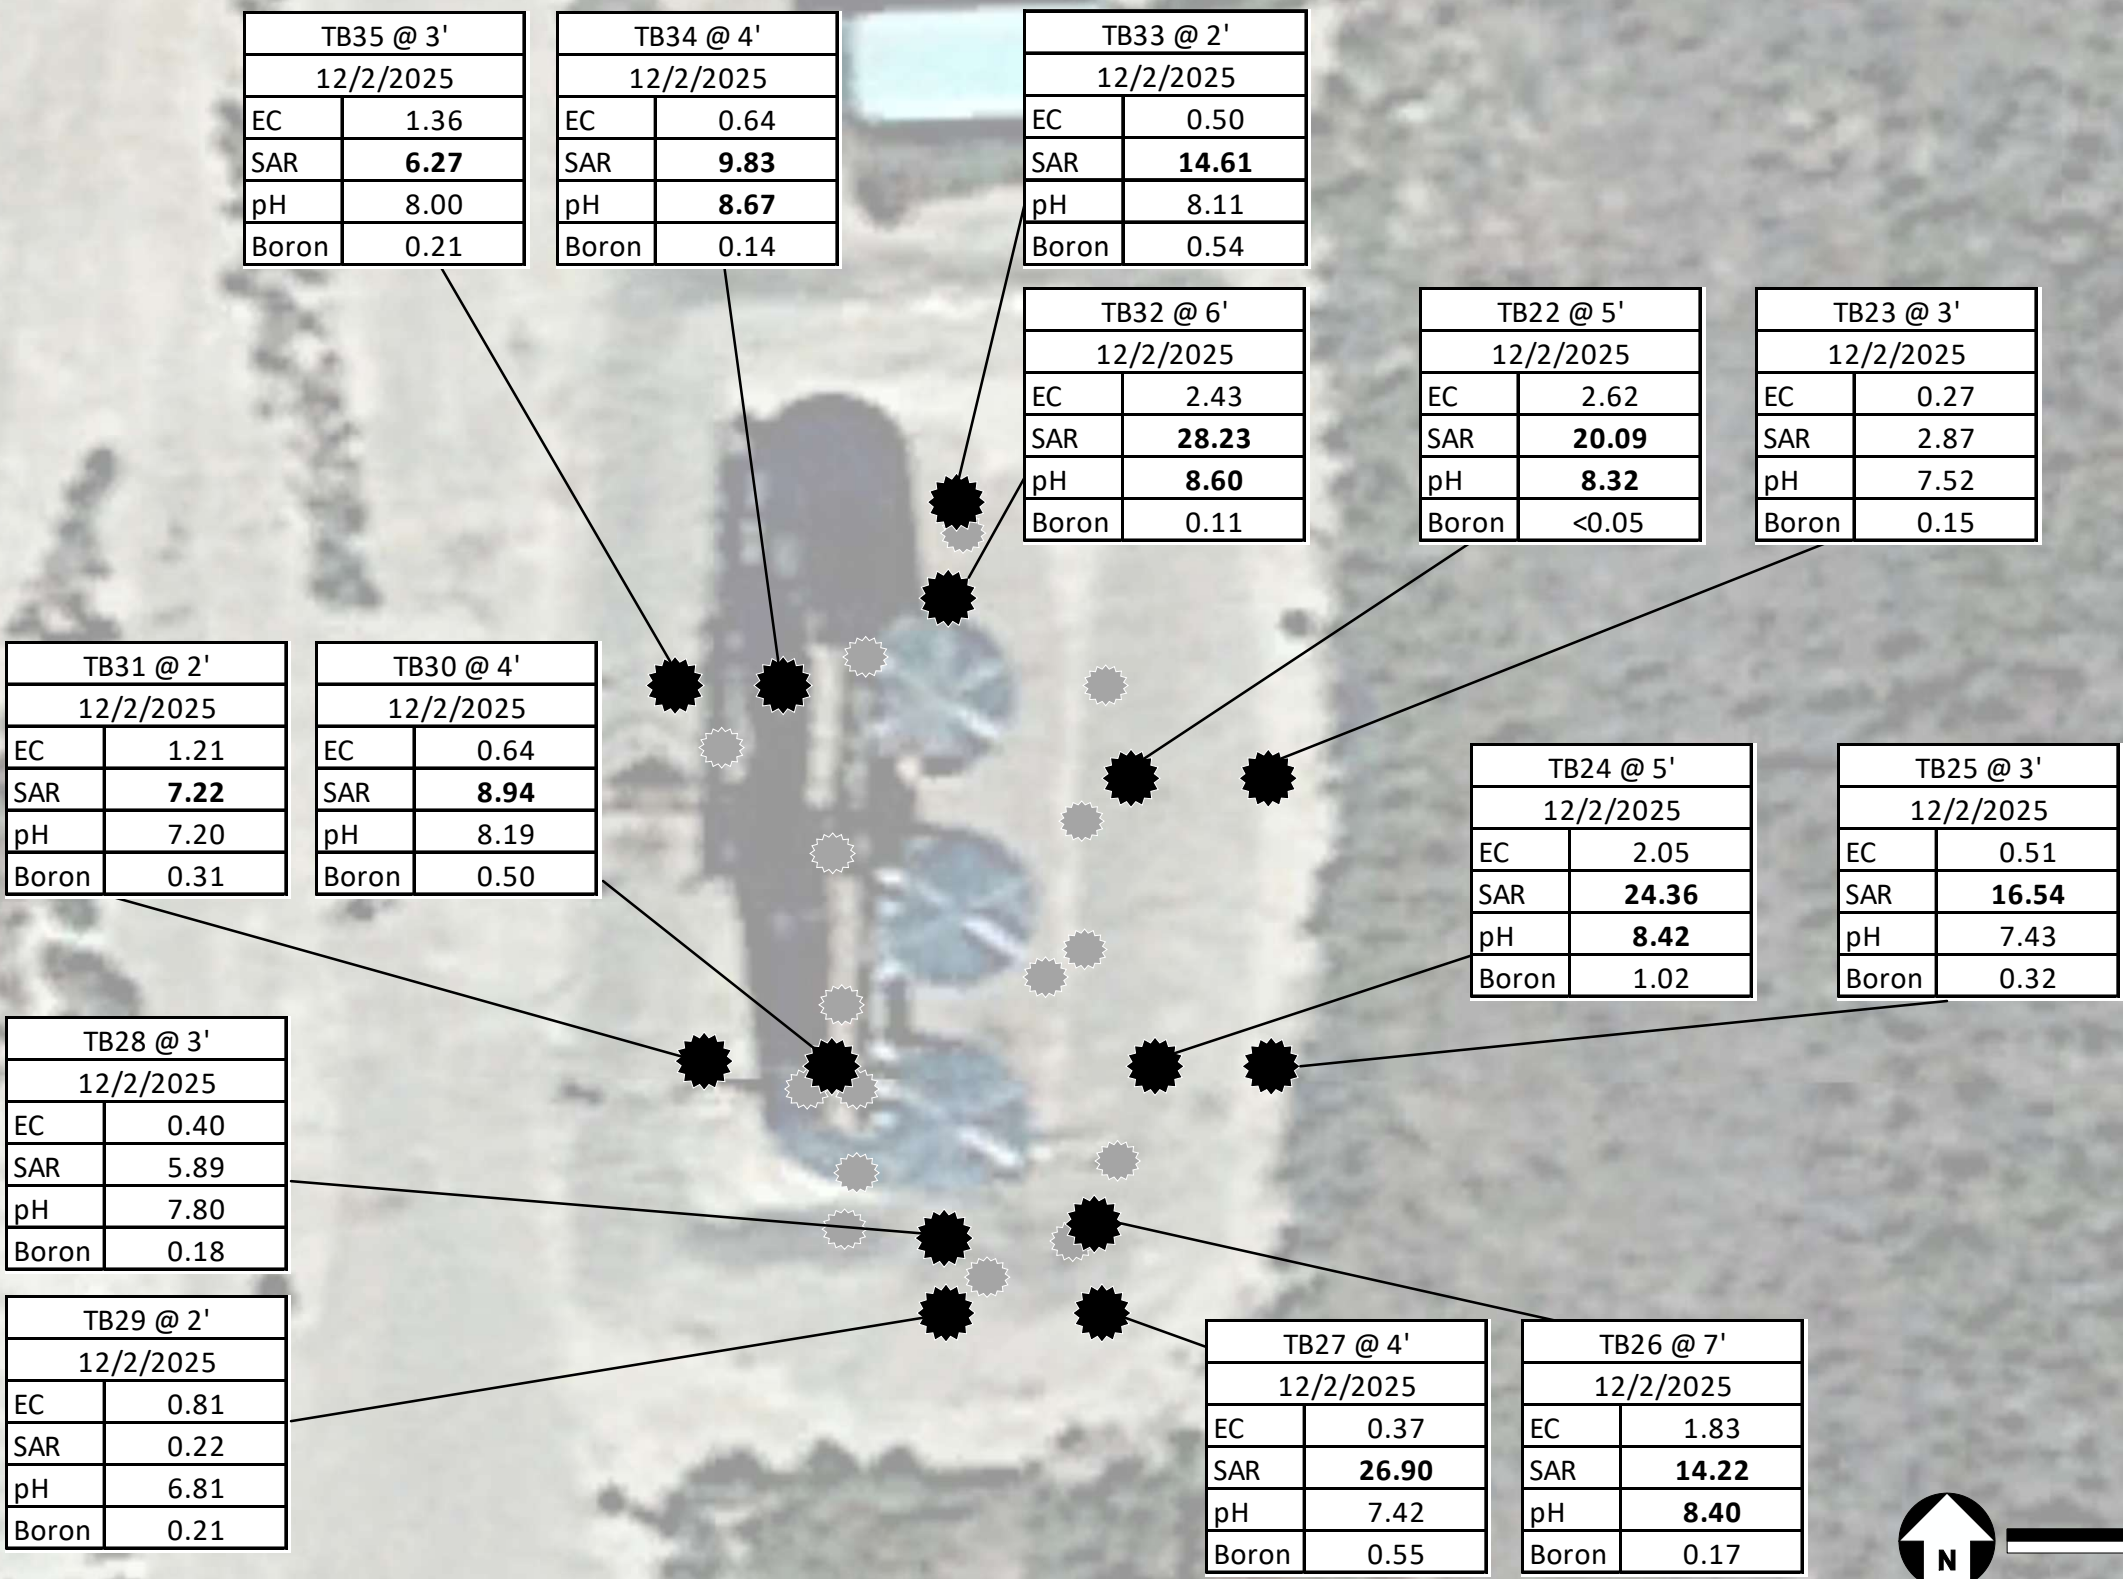 TB35 @ 3'
12/2/2025
EC 1.36
SAR 6.27
pH 8.00
Boron 0.21
TB34 @ 4'
12/2/2025
EC 0.64
SAR 9.83
pH 8.67
Boron 0.14
TB33 @ 2'
12/2/2025
EC 0.50
SAR 14.61
pH 8.11
Boron 0.54
TB32 @ 6'
12/2/2025
EC 2.43
SAR 28.23
pH 8.60
Boron 0.11
TB22 @ 5'
12/2/2025
EC 2.62
SAR 20.09
pH 8.32
Boron <0.05
TB23 @ 3'
12/2/2025
EC 0.27
SAR 2.87
pH 7.52
Boron 0.15
TB31 @ 2'
12/2/2025
EC 1.21
SAR 7.22
pH 7.20
Boron 0.31
TB30 @ 4'
12/2/2025
EC 0.64
SAR 8.94
pH 8.19
Boron 0.50
TB24 @ 5'
12/2/2025
EC 2.05
SAR 24.36
pH 8.42
Boron 1.02
TB25 @ 3'
12/2/2025
EC 0.51
SAR 16.54
pH 7.43
Boron 0.32
TB28 @ 3'
12/2/2025
EC 0.40
SAR 5.89
pH 7.80
Boron 0.18
TB29 @ 2'
12/2/2025
EC 0.81
SAR 0.22
pH 6.81
Boron 0.21
TB27 @ 4'
12/2/2025
EC 0.37
SAR 26.90
pH 7.42
Boron 0.55
TB26 @ 7'
12/2/2025
EC 1.83
SAR 14.22
pH 8.40
Boron 0.17
N